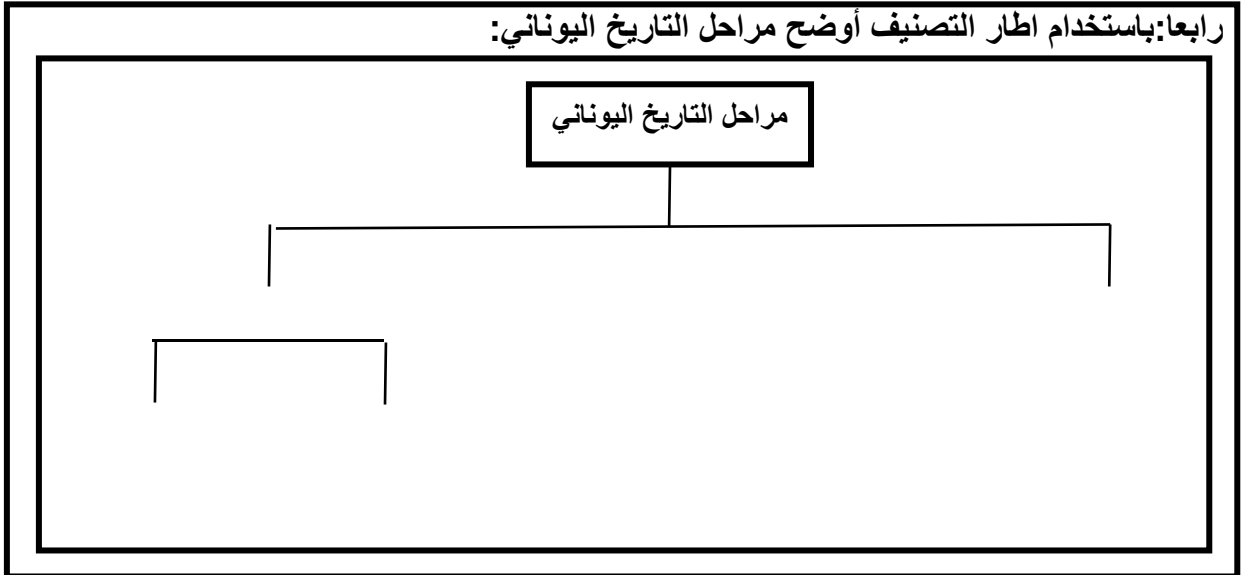 رابعا:باستخدام اطار التصنيف أوضح مراحل التاريخ اليوناني:
مراحل التاريخ اليوناني